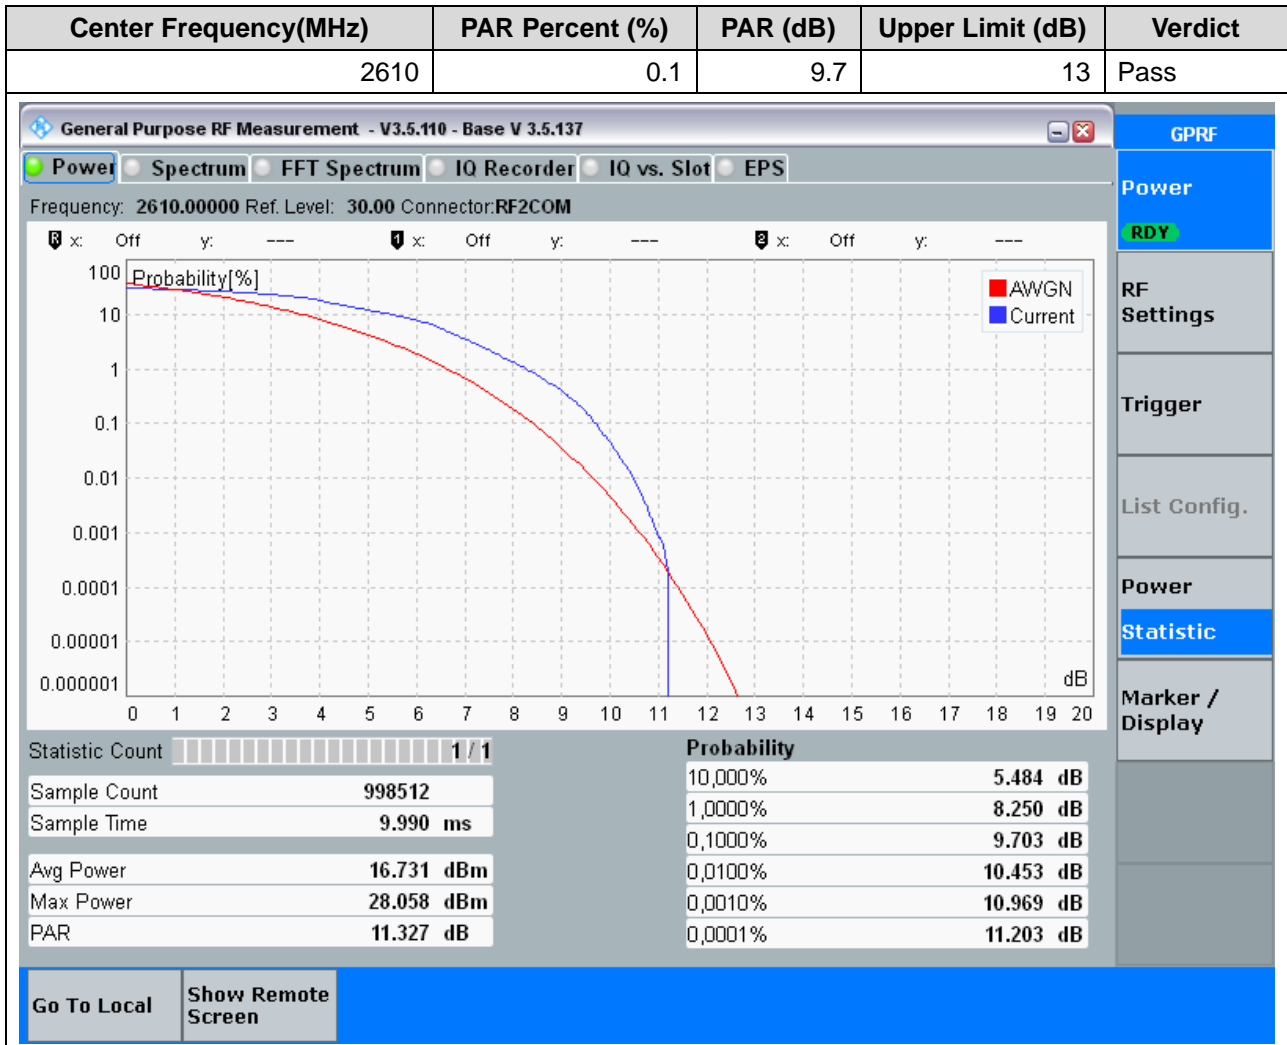 Center Frequency(MHz) PAR Percent (%) PAR (dB) Upper Limit (dB) Verdict
2610 0.1 9.7 13 Pass
General Purpose RF Measurement - V3.5.110 - Base V 3.5.137
GPRF
Power Spectrum FFT Spectrum IQ Recorder IQ vs. Slot EPS
Frequency: 2610.00000 Ref. Level: 30.00 Connector:RF2COM
Power
RDY
R x: Off y: --- 1 x: Off y: --- 2 x: Off y: ---
Probability[%]
AWGN
Current
100
10
1
0.1
0.01
0.001
0.0001
0.00001
0.000001
dB
0 1 2 3 4 5 6 7 8 9 10 11 12 13 14 15 16 17 18 19 20
RF
Settings
Trigger
List Config.
Power
Statistic
Marker /
Display
Statistic Count 1 / 1
Sample Count 998512
Sample Time 9.990 ms
Avg Power 16.731 dBm
Max Power 28.058 dBm
PAR 11.327 dB
Probability
10,000% 5.484 dB
1,0000% 8.250 dB
0,1000% 9.703 dB
0,0100% 10.453 dB
0,0010% 10.969 dB
0,0001% 11.203 dB
Go To Local
Show Remote
Screen